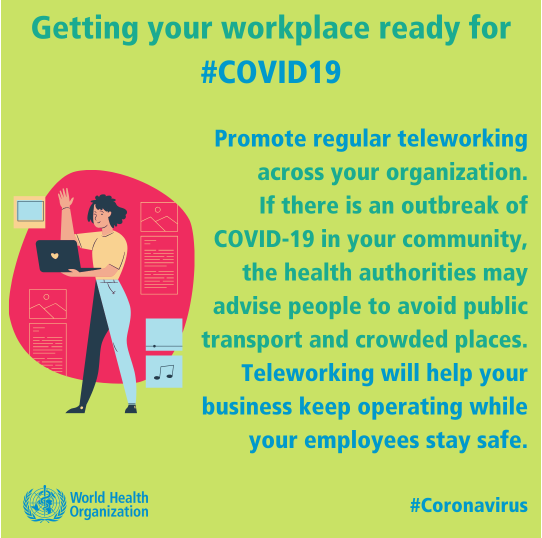 Getting your workplace ready for
#COVID19
Promote regular teleworking
across your organization.
If there is an outbreak of
COVID-19 in your community,
the health authorities may
advise people to avoid public
transport and crowded places.
Teleworking will help your
business keep operating while
your employees stay safe.
World Health
Organization
#Coronavirus